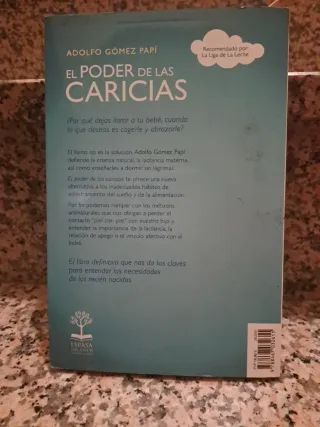 ADOLFO GÓMEZ PAPÍ
Recomendado por
La Liga de La Leche
EL PODER DE LAS
CARICIAS
¿Por qué dejas llorar a tu bebé, cuando
lo que deseas es cogerle y abrazarle?
El llanto no es la solución. Adolfo Gómez Papí
defiende la crianza natural, la lactancia materna,
así como enseñarles a dormir sin lágrimas.
El poder de las caricias te ofrece una nueva
alternativa a los inadecuados hábitos de
adiestramiento del sueño y de la alimentación.
Por fin podemos romper con los métodos
antinaturales que nos obligan a perder el
contacto "piel con piel" con nuestro hijo y
entender la importancia de la lactancia, la
relación de apego o el vínculo afectivo con el
bebé.
El libro definitivo que nos da las claves
para entender las necesidades
de los recién nacidos.
ESPASA